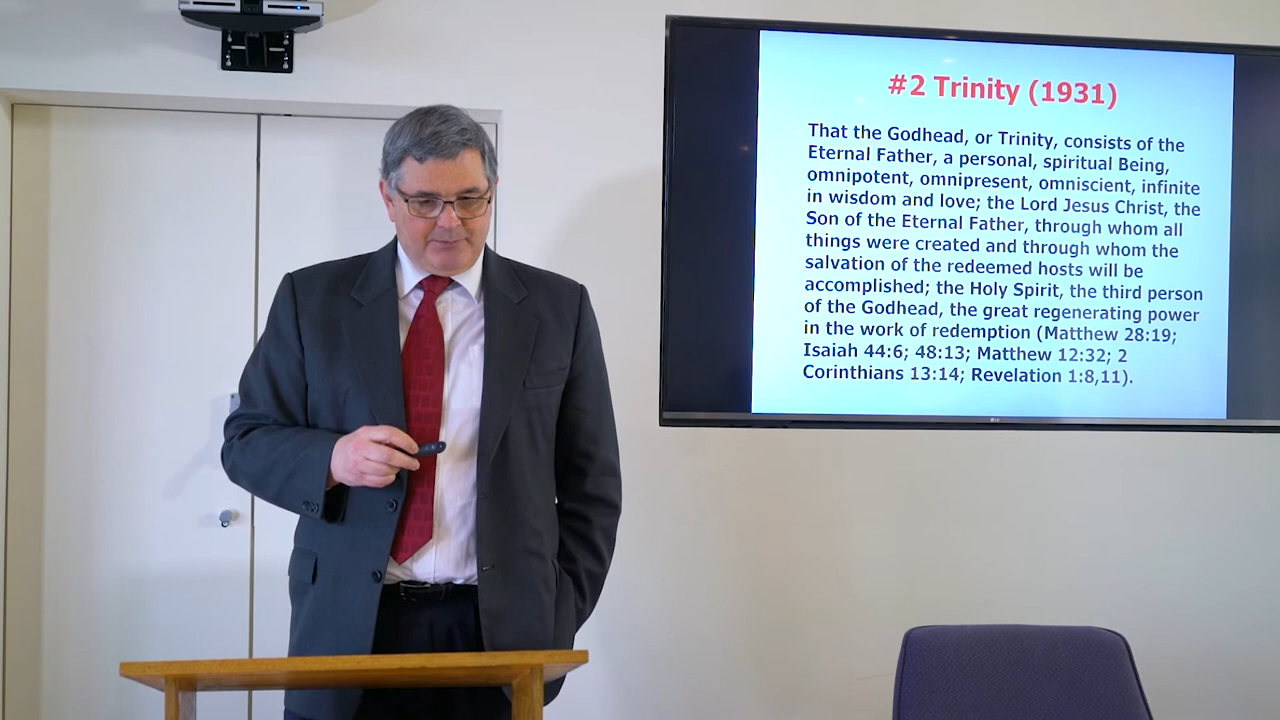 #2 Trinity (1931)
That the Godhead, or Trinity, consists of the
Eternal Father, a personal, spiritual Being,
omnipotent, omnipresent, omniscient, infinite
in wisdom and love; the Lord Jesus Christ, the
Son of the Eternal Father, through whom all
things were created and through whom the
salvation of the redeemed hosts will be
accomplished; the Holy Spirit, the third person
of the Godhead, the great regenerating power
in the work of redemption (Matthew 28:19;
Isaiah 44:6; 48:13; Matthew 12:32; 2
Corinthians 13:14; Revelation 1:8,11).
LG